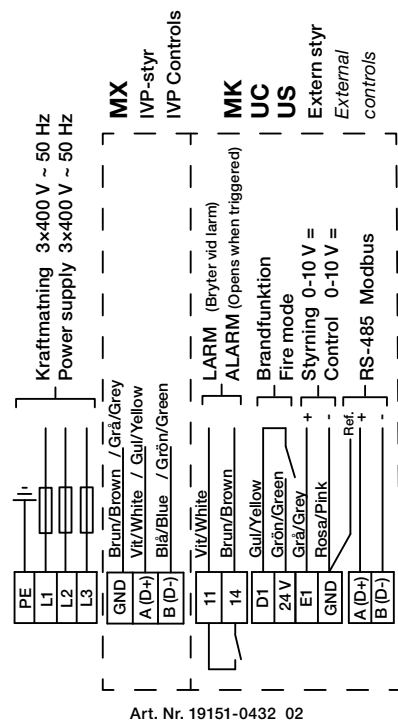 Kraftmatning 3×400 V ~ 50 Hz
Power supply 3×400 V ~ 50 Hz
PE
L1
L2
L3
MX
IVP-styr
IVP Controls
Brun/Brown / Grå/Grey
Vit/White / Gul/Yellow
Blå/Blue / Grön/Green
GND
A (D+)
B (D-)
MK
UC
US
Extern styr
External
controls
LARM (Bryter vid larm)
ALARM (Opens when triggered)
Vit/White
Brun/Brown
11
14
Brandfunktion
Fire mode
Gul/Yellow
Grön/Green
D1
24 V
Styrning 0-10 V =
Control 0-10 V =
Grå/Grey +
Rosa/Pink -
E1
GND
RS-485 Modbus
Ref.
+
-
A (D+)
B (D-)
Art. Nr. 19151-0432 02